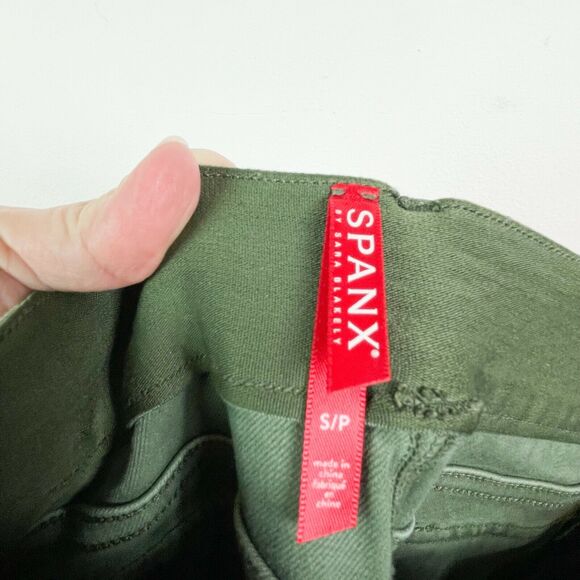 SPANX®
BY SARA BLAKELY
S/P
made in
china
fabriqué
en
chine